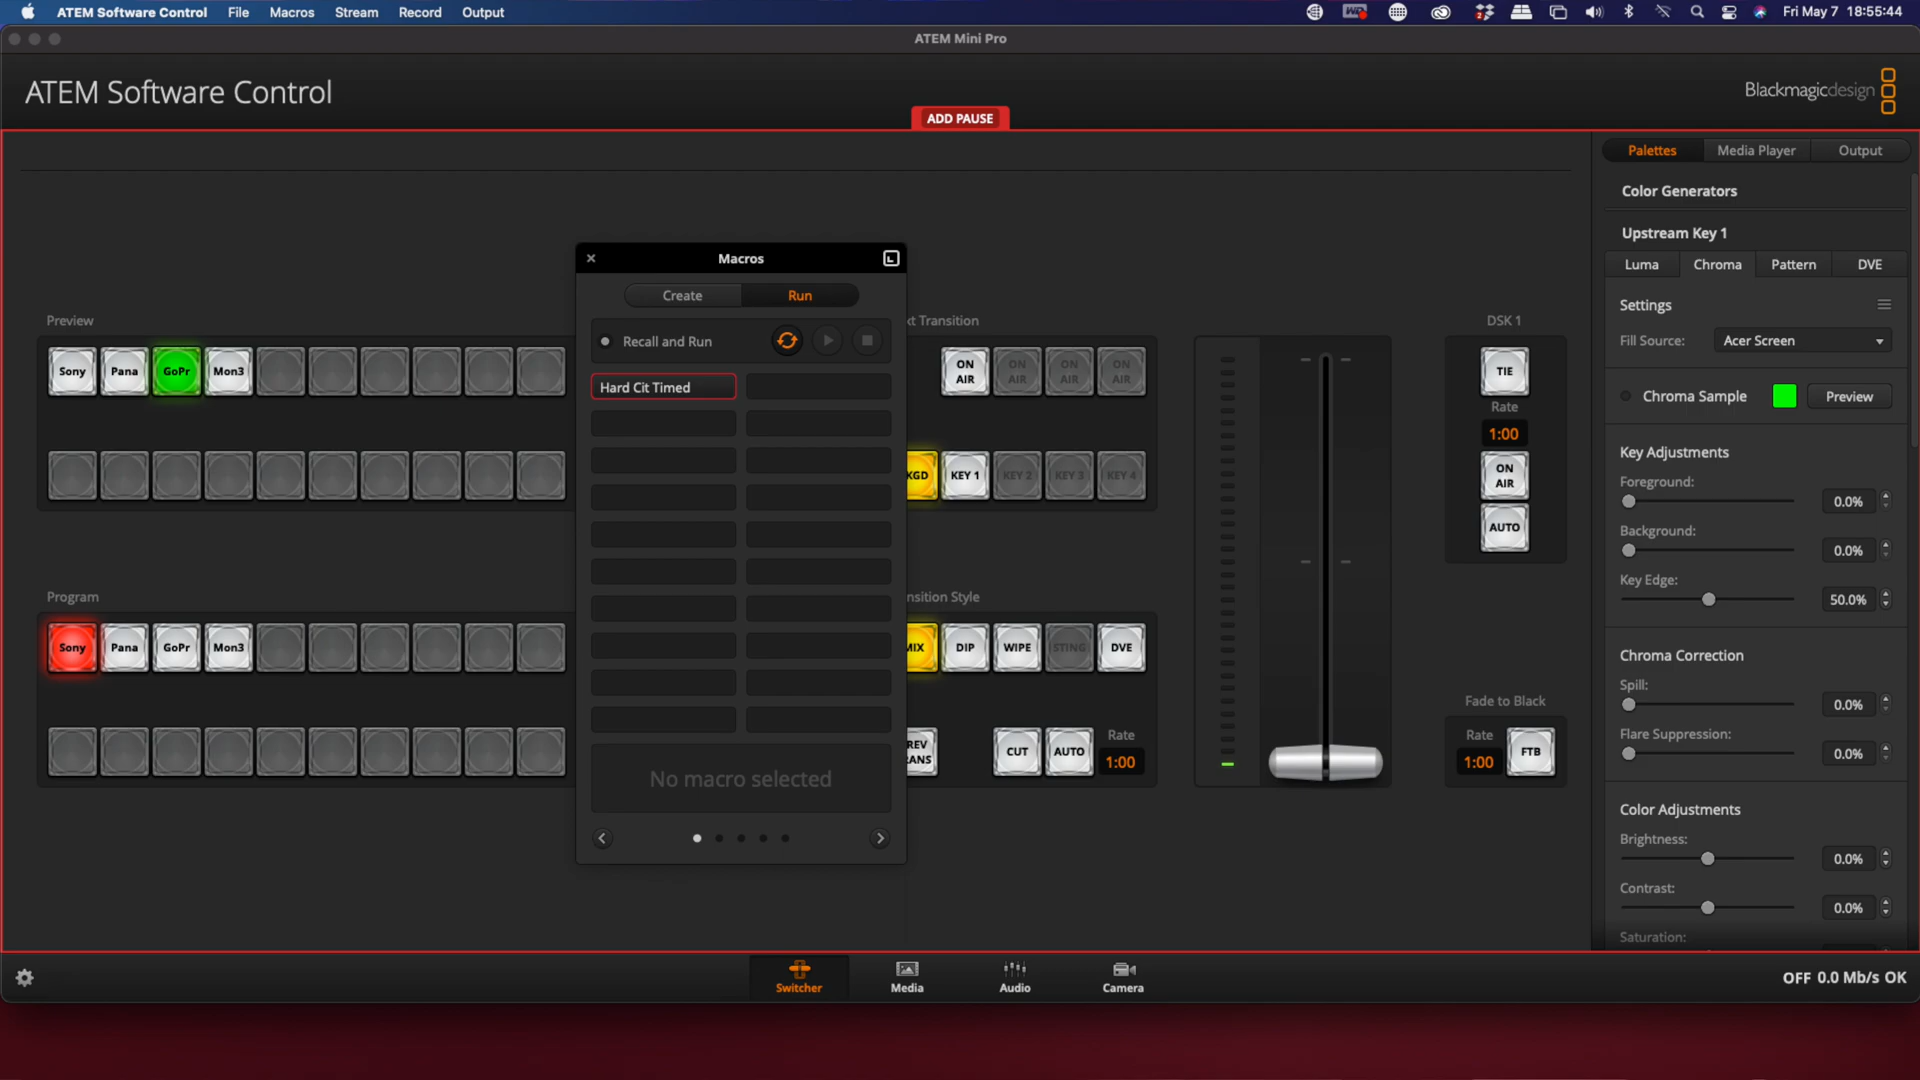 ATEM Software Control File Macros Stream Record Output Fri May 7 18:55:44
ATEM Mini Pro
ATEM Software Control
Blackmagicdesign
ADD PAUSE
Palettes Media Player Output
Color Generators
Upstream Key 1
Luma Chroma Pattern DVE
Settings
Fill Source: Acer Screen
Chroma Sample Preview
Key Adjustments
Foreground:
0.0%
Background:
0.0%
Key Edge:
50.0%
Chroma Correction
Spill:
0.0%
Flare Suppression:
0.0%
Color Adjustments
Brightness:
0.0%
Contrast:
0.0%
Saturation:
Macros
Create Run
Recall and Run
Hard Cit Timed
No macro selected
Preview
Sony Pana GoPr Mon3
Program
Sony Pana GoPr Mon3
xt Transition
ON AIR ON AIR ON AIR ON AIR
KGD KEY 1 KEY 2 KEY 3 KEY 4
nsition Style
MIX DIP WIPE STING DVE
REV
ANS
CUT AUTO
Rate
1:00
DSK 1
TIE
Rate
1:00
ON
AIR
AUTO
Fade to Black
Rate
1:00 FTB
Switcher Media Audio Camera
OFF 0.0 Mb/s OK